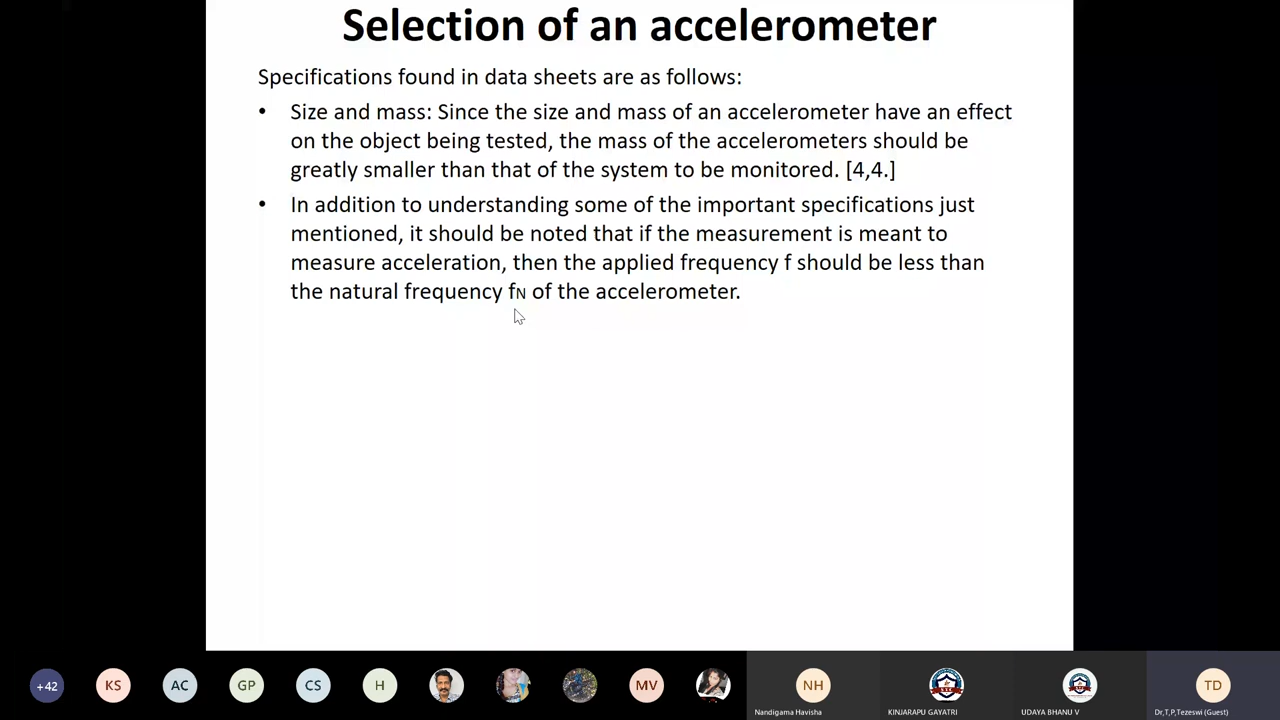 Selection of an accelerometer
Specifications found in data sheets are as follows:
• Size and mass: Since the size and mass of an accelerometer have an effect
on the object being tested, the mass of the accelerometers should be
greatly smaller than that of the system to be monitored. [4,4.]
• In addition to understanding some of the important specifications just
mentioned, it should be noted that if the measurement is meant to
measure acceleration, then the applied frequency f should be less than
the natural frequency fN of the accelerometer.
+42 KS AC GP CS H MV NH TD
Nandigama Havisha KINJARAPU GAYATRI UDAYA BHANU V Dr,T,P,Tezeswi (Guest)